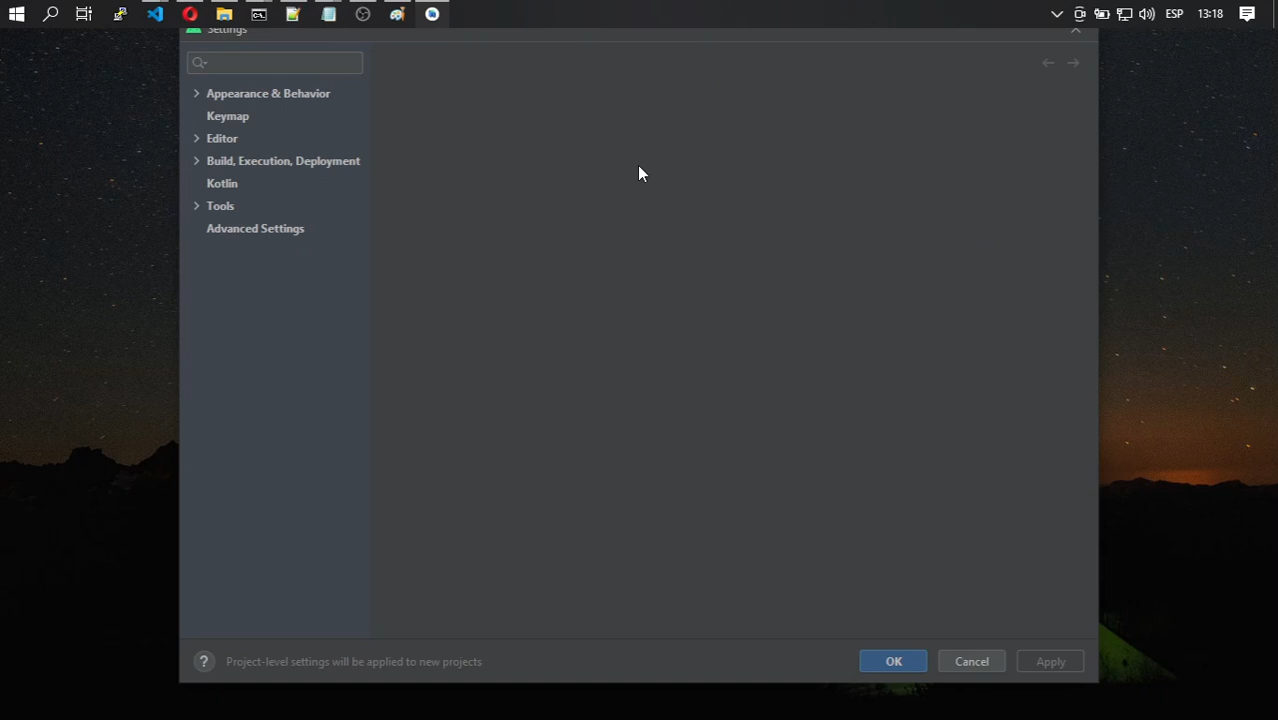 ESP
13:18
Settings
Appearance & Behavior
Keymap
Editor
Build, Execution, Deployment
Kotlin
Tools
Advanced Settings
? Project-level settings will be applied to new projects
OK
Cancel
Apply